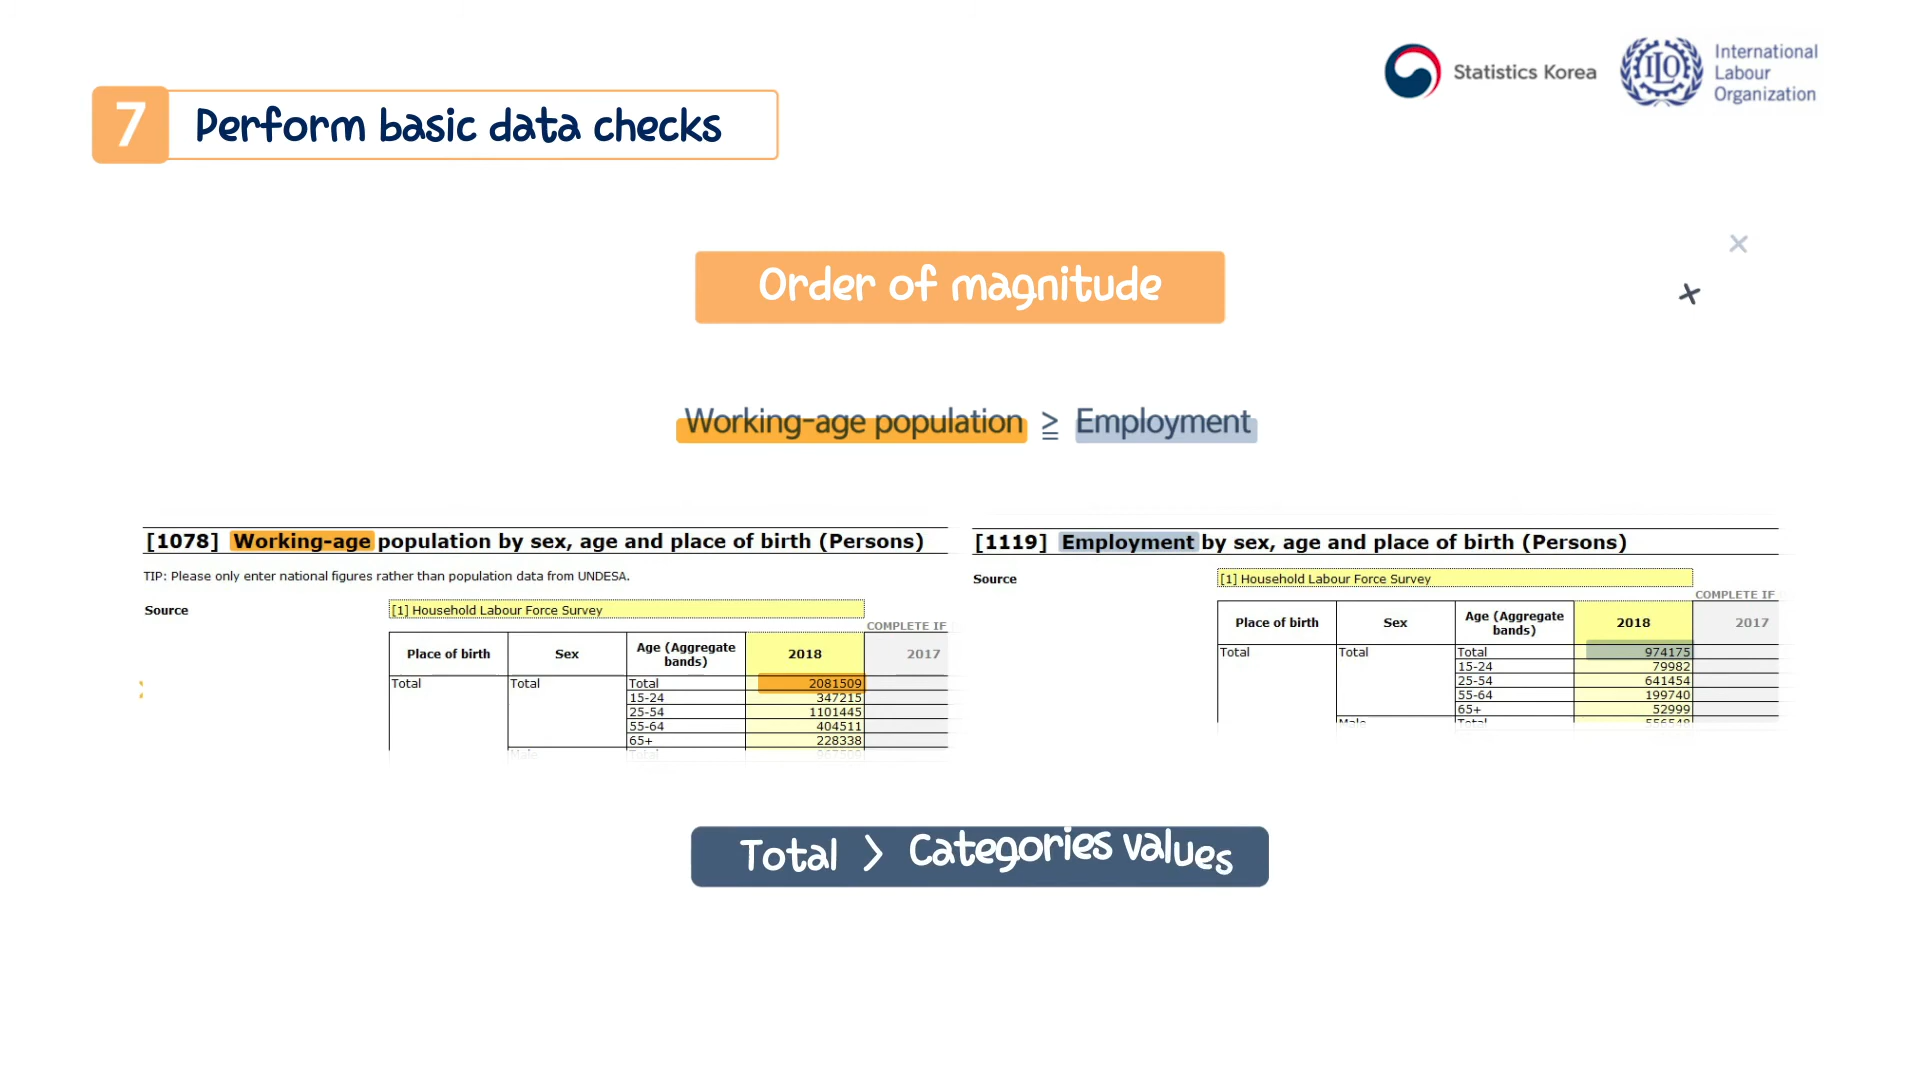 Statistics Korea
ILO
International
Labour
Organization
7
Perform basic data checks
Order of magnitude
Working-age population ≧ Employment
[1078] Working-age population by sex, age and place of birth (Persons)
TIP: Please only enter national figures rather than population data from UNDESA.
Source [1] Household Labour Force Survey
COMPLETE IF
Place of birth Sex Age (Aggregate bands) 2018 2017
Total Total Total 2081509
15-24 347215
25-54 1101445
55-64 404511
65+ 228338
Male Total
[1119] Employment by sex, age and place of birth (Persons)
Source [1] Household Labour Force Survey
COMPLETE IF
Place of birth Sex Age (Aggregate bands) 2018 2017
Total Total Total 974175
15-24 79982
25-54 641454
55-64 199740
65+ 52999
Male Total 556548
Total > Categories values